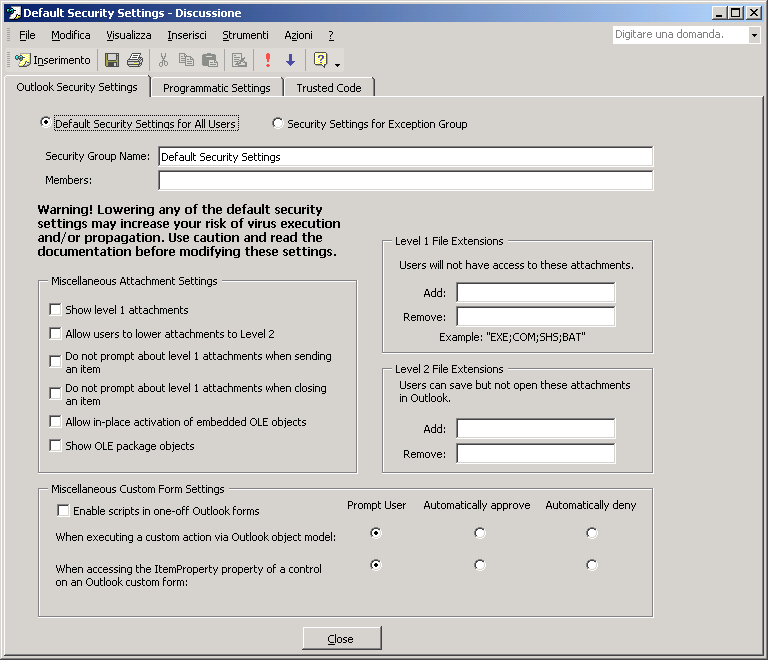 Default Security Settings - Discussione
File Modifica Visualizza Inserisci Strumenti Azioni ? Digitare una domanda.
Inserimento
Outlook Security Settings Programmatic Settings Trusted Code
Default Security Settings for All Users Security Settings for Exception Group
Security Group Name: Default Security Settings
Members:
Warning! Lowering any of the default security
settings may increase your risk of virus execution
and/or propagation. Use caution and read the
documentation before modifying these settings.
Miscellaneous Attachment Settings
Show level 1 attachments
Allow users to lower attachments to Level 2
Do not prompt about level 1 attachments when sending
an item
Do not prompt about level 1 attachments when closing
an item
Allow in-place activation of embedded OLE objects
Show OLE package objects
Level 1 File Extensions
Users will not have access to these attachments.
Add:
Remove:
Example: "EXE;COM;SHS;BAT"
Level 2 File Extensions
Users can save but not open these attachments
in Outlook.
Add:
Remove:
Miscellaneous Custom Form Settings
Enable scripts in one-off Outlook forms
Prompt User Automatically approve Automatically deny
When executing a custom action via Outlook object model:
When accessing the ItemProperty property of a control
on an Outlook custom form:
Close